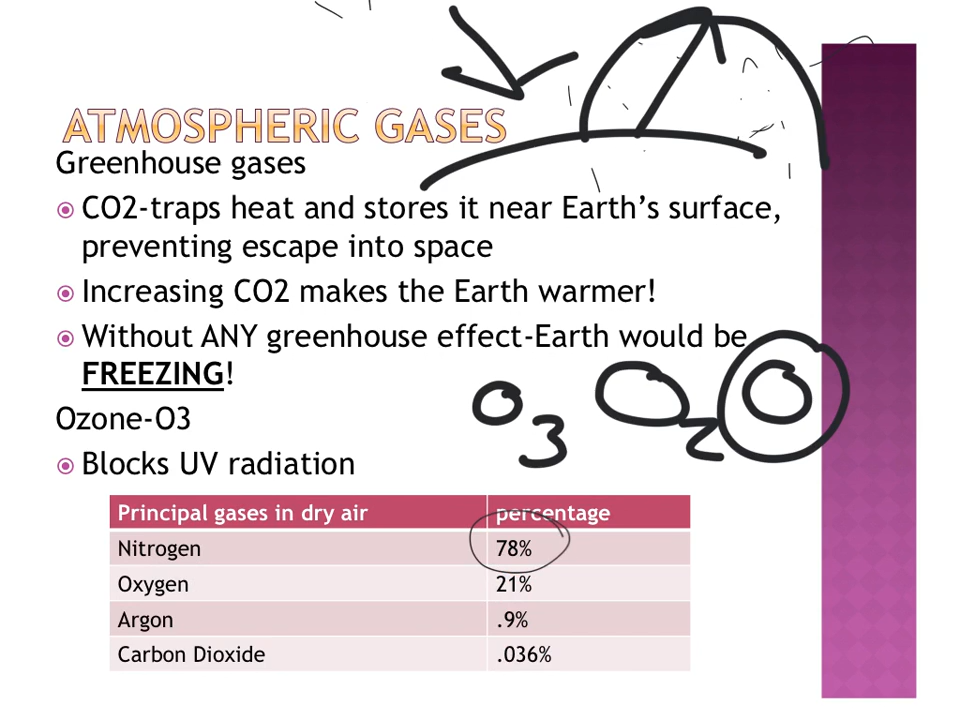 ATMOSPHERIC GASES
Greenhouse gases
CO2-traps heat and stores it near Earth's surface,
preventing escape into space
Increasing CO2 makes the Earth warmer!
Without ANY greenhouse effect-Earth would be
FREEZING!
O3 O2 O
Ozone-O3
Blocks UV radiation
Principal gases in dry air percentage
Nitrogen 78%
Oxygen 21%
Argon .9%
Carbon Dioxide .036%